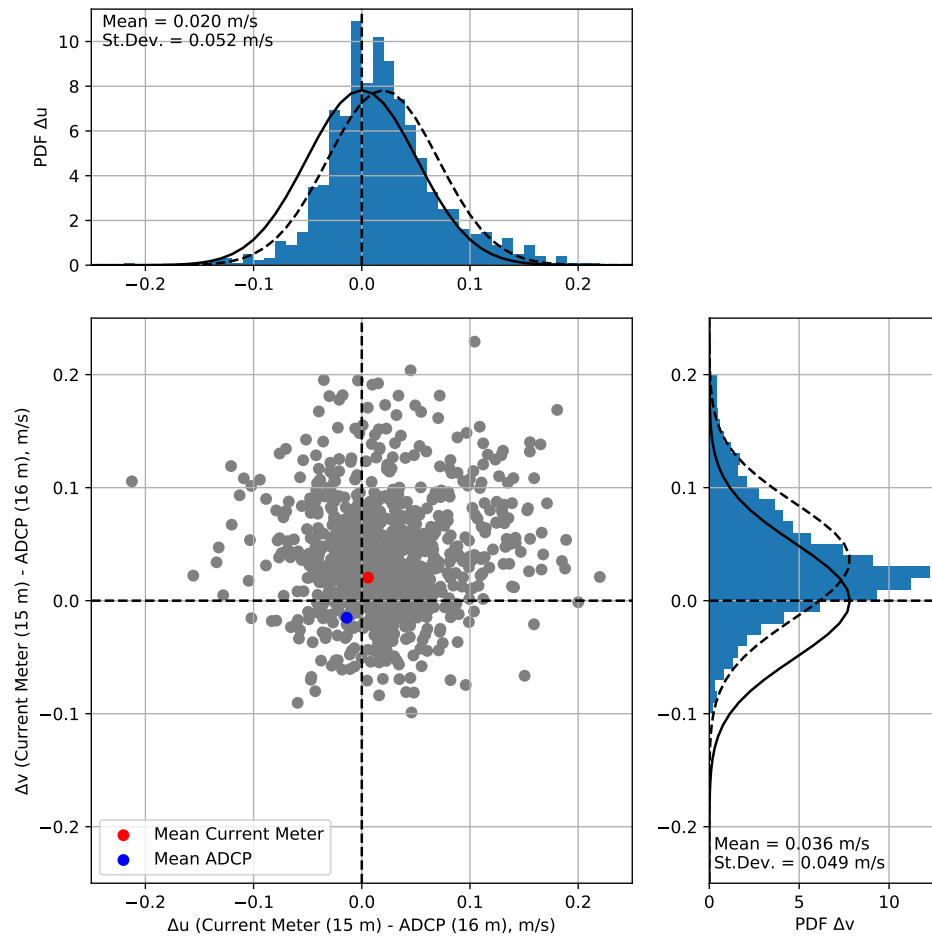 Mean = 0.020 m/s
St.Dev. = 0.052 m/s
10
8
6
4
2
0
PDF Δu
−0.2 −0.1 0.0 0.1 0.2
0.2
0.1
0.0
−0.1
−0.2
Δv (Current Meter (15 m) - ADCP (16 m), m/s)
Mean Current Meter
Mean ADCP
−0.2 −0.1 0.0 0.1 0.2
Δu (Current Meter (15 m) - ADCP (16 m), m/s)
0.2
0.1
0.0
−0.1
−0.2
Mean = 0.036 m/s
St.Dev. = 0.049 m/s
0 5 10
PDF Δv